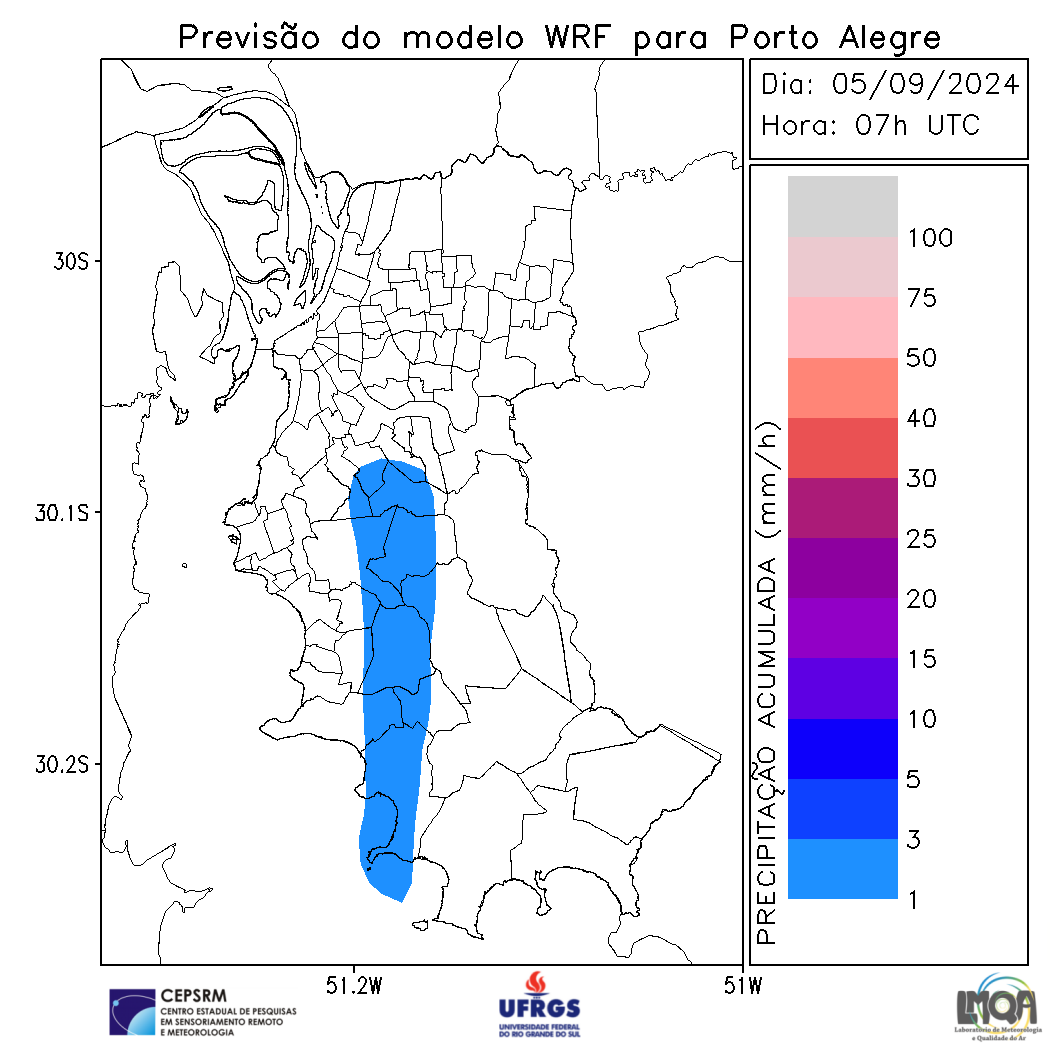 Previsão do modelo WRF para Porto Alegre
Dia: 05/09/2024
Hora: 07h UTC
30S
30.1S
30.2S
51.2W
51W
PRECIPITAÇÃO ACUMULADA (mm/h)
100
75
50
40
30
25
20
15
10
5
3
1
CEPSRM
CENTRO ESTADUAL DE PESQUISAS
EM SENSORIAMENTO REMOTO
E METEOROLOGIA
UFRGS
UNIVERSIDADE FEDERAL
DO RIO GRANDE DO SUL
LMQA
Laboratório de Meteorologia
e Qualidade do Ar